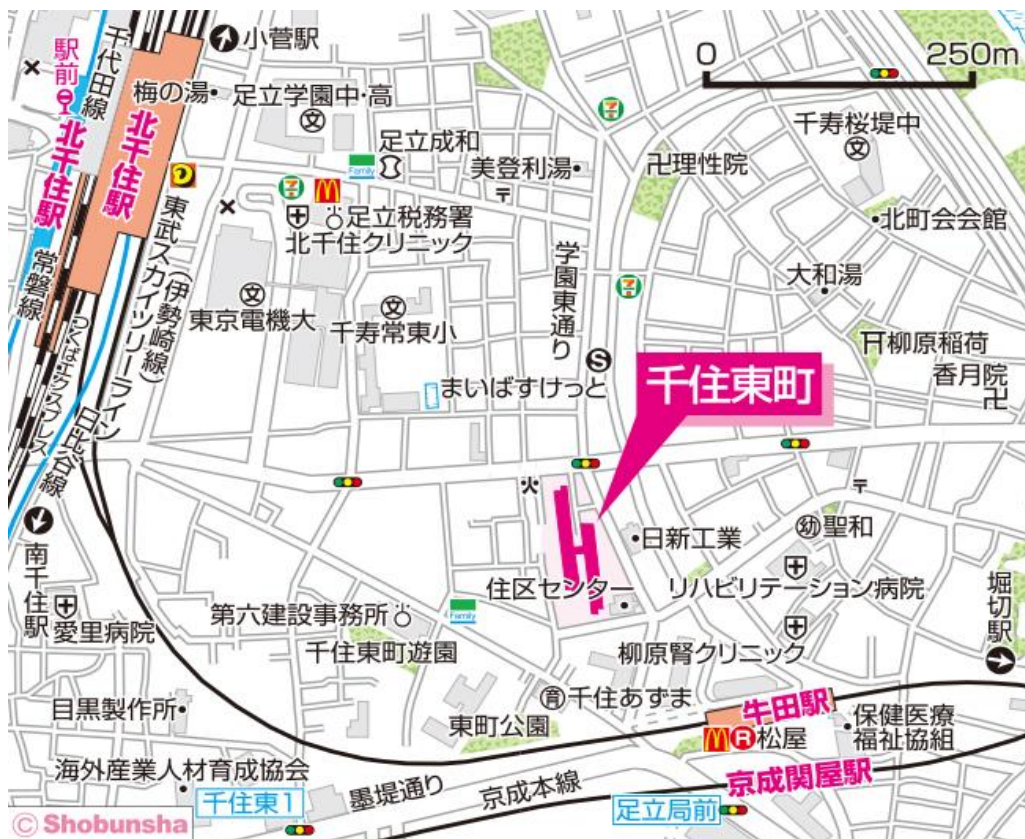 小菅駅
0
250m
千代田線
駅前
北千住駅
北千住駅
梅の湯
足立学園中・高
文
足立成和
Family
美登利湯
〒
卍理性院
千寿桜堤中
文
北町会会館
大和湯
足立税務署
北千住クリニック
東武スカイツリーライン
(伊勢崎線)
常磐線
つくばエクスプレス
日比谷線
東京電機大
文
千寿常東小
文
学園東通り
まいばすけっと
S
柳原稲荷
香月院
卍
千住東町
〒
日新工業
幼
聖和
住区センター
リハビリテーション病院
南千住駅
愛里病院
第六建設事務所
Family
千住東町遊園
柳原腎クリニック
堀切駅
育
千住あずま
牛田駅
目黒製作所
東町公園
R
松屋
保健医療
福祉協組
海外産業人材育成協会
千住東1
墨堤通り
京成本線
足立局前
京成関屋駅
© Shobunsha